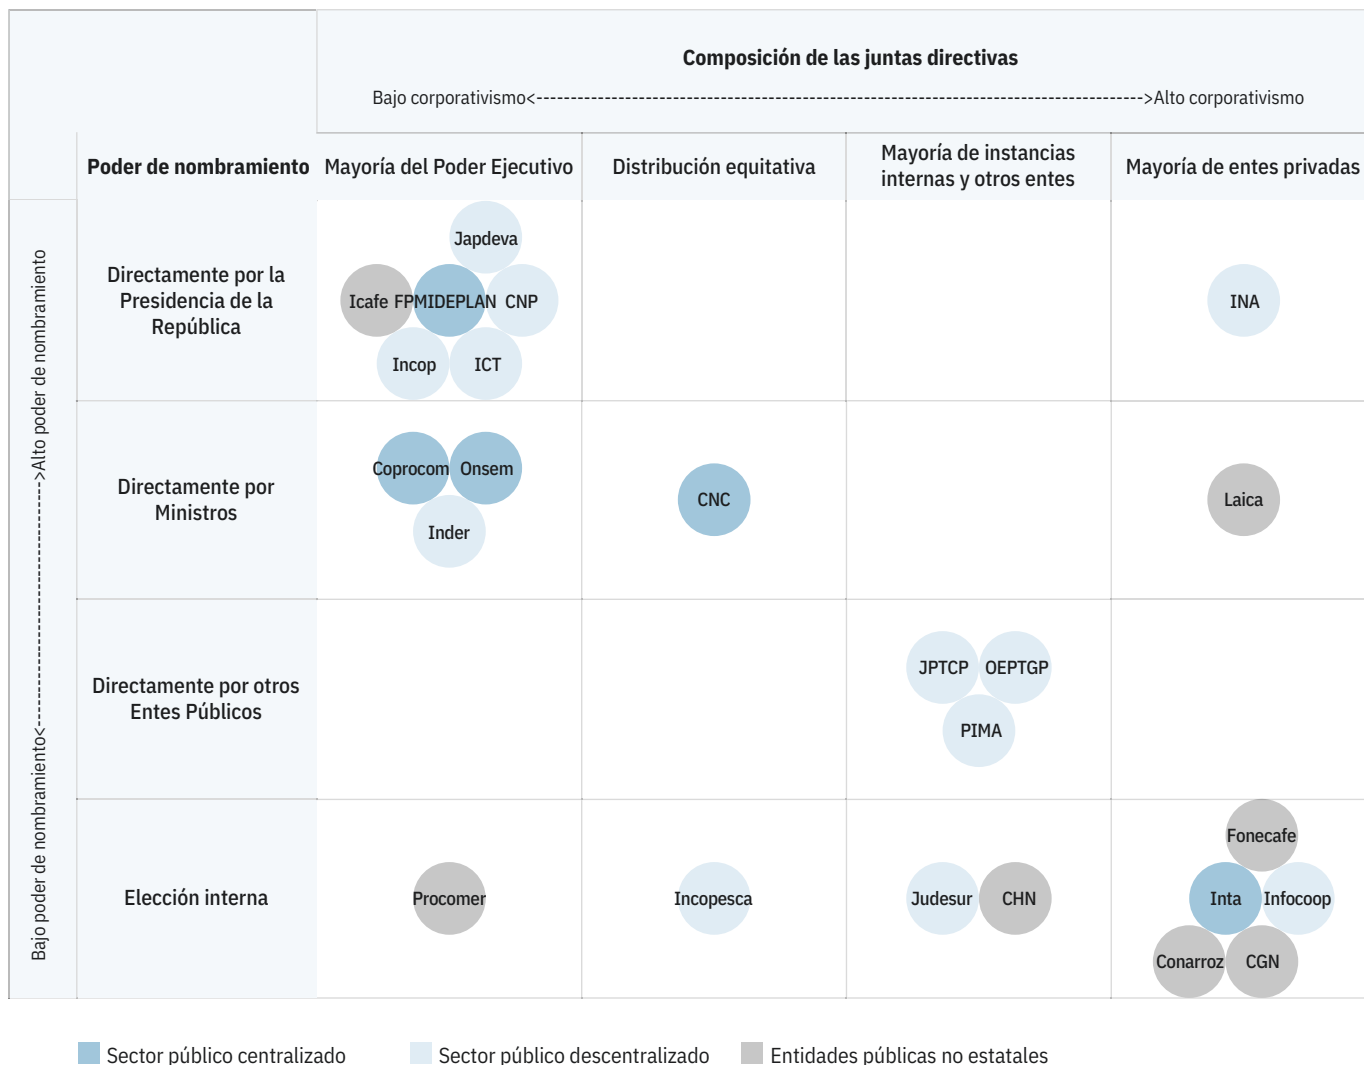 Composición de las juntas directivas
Bajo corporativismo<---------------------------------------------------------------------------------------->Alto corporativismo
Poder de nombramiento
Mayoría del Poder Ejecutivo
Distribución equitativa
Mayoría de instancias
internas y otros entes
Mayoría de entes privadas
Bajo poder de nombramiento<------------------------------------>Alto poder de nombramiento
Directamente por la
Presidencia de la
República
Japdeva
Icafe
FPMIDEPLAN
CNP
Incop
ICT
INA
Directamente por
Ministros
Coprocom
Onsem
Inder
CNC
Laica
Directamente por otros
Entes Públicos
JPTCP
OEPTGP
PIMA
Elección interna
Procomer
Incopesca
Judesur
CHN
Fonecafe
Inta
Infocoop
Conarroz
CGN
Sector público centralizado
Sector público descentralizado
Entidades públicas no estatales